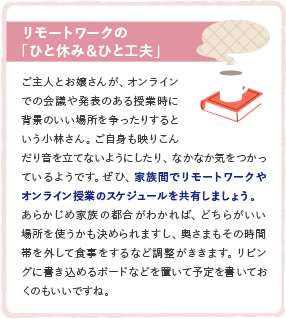 リモートワークの
「ひと休み＆ひと工夫」
ご主人とお嬢さんが、オンライン
での会議や発表のある授業時に
背景のいい場所を争ったりすると
いう小林さん。ご自身も映りこん
だり音を立てないようにしたり、なかなか気をつかっ
ているようです。ぜひ、家族間でリモートワークや
オンライン授業のスケジュールを共有しましょう。
あらかじめ家族の都合がわかれば、どちらがいい
場所を使うかも決められますし、奥さまもその時間
帯を外して食事をするなど調整ができます。リビン
グに書き込めるボードなどを置いて予定を書いてお
くのもいいですね。